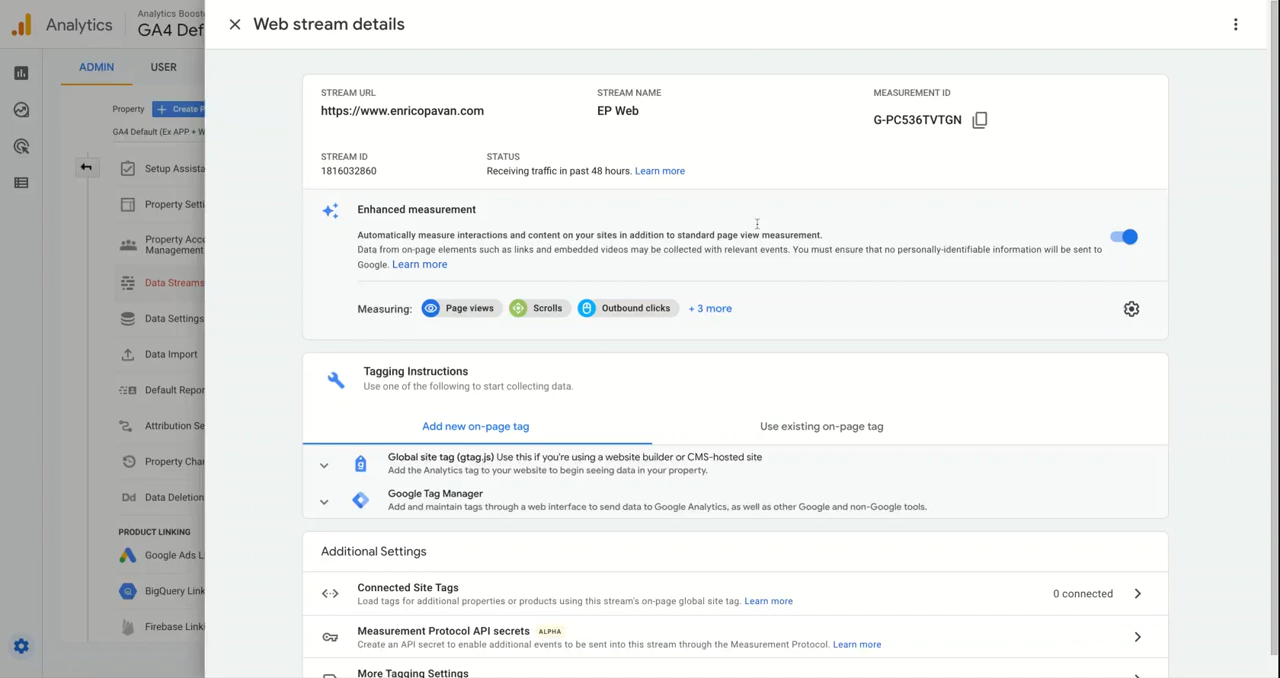 Analytics
Analytics Boost
GA4 Def
Web stream details
ADMIN
USER
Property
Create P
GA4 Default (Ex APP + W
Setup Assista
Property Setti
Property Acc
Management
Data Streams
Data Settings
Data Import
Default Repor
Attribution Se
Property Chan
Dd
Data Deletion
PRODUCT LINKING
Google Ads L
BigQuery Link
Firebase Linki
STREAM URL
STREAM NAME
MEASUREMENT ID
https://www.enricopavan.com
EP Web
G-PC536TVTGN
STREAM ID
STATUS
1816032860
Receiving traffic in past 48 hours. Learn more
Enhanced measurement
Automatically measure interactions and content on your sites in addition to standard page view measurement.
Data from on-page elements such as links and embedded videos may be collected with relevant events. You must ensure that no personally-identifiable information will be sent to
Google. Learn more
Measuring:
Page views
Scrolls
Outbound clicks
+ 3 more
Tagging Instructions
Use one of the following to start collecting data.
Add new on-page tag
Use existing on-page tag
g
Global site tag (gtag.js) Use this if you're using a website builder or CMS-hosted site
Add the Analytics tag to your website to begin seeing data in your property.
Google Tag Manager
Add and maintain tags through a web interface to send data to Google Analytics, as well as other Google and non-Google tools.
Additional Settings
Connected Site Tags
Load tags for additional properties or products using this stream's on-page global site tag. Learn more
0 connected
Measurement Protocol API secrets ALPHA
Create an API secret to enable additional events to be sent into this stream through the Measurement Protocol. Learn more
More Tagging Settings